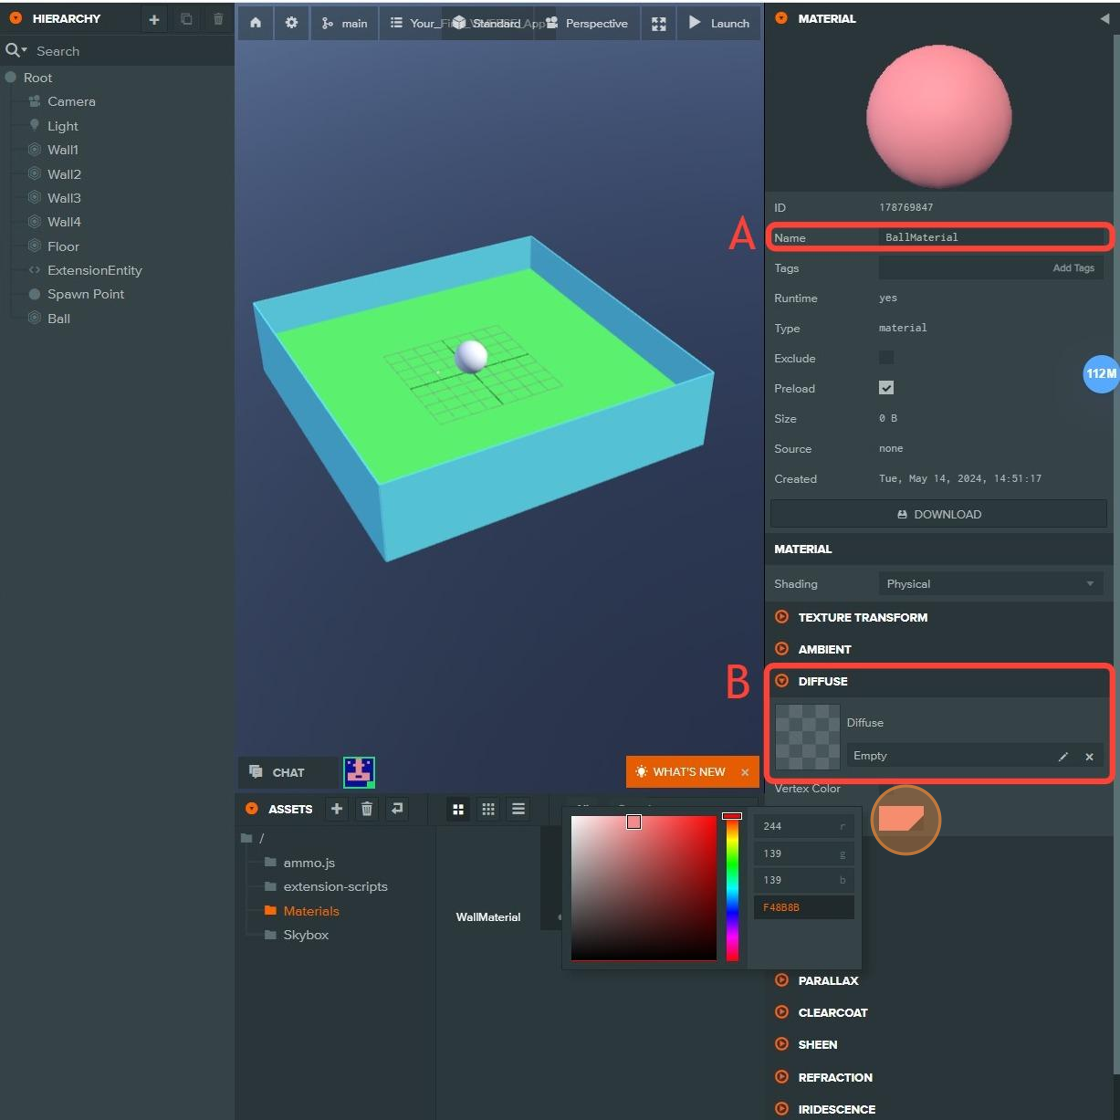 HIERARCHY
Search
Root
Camera
Light
Wall1
Wall2
Wall3
Wall4
Floor
ExtensionEntity
Spawn Point
Ball
main
Standard
Perspective
Launch
CHAT
WHAT'S NEW
ASSETS
/
ammo.js
extension-scripts
Materials
Skybox
WallMaterial
244 r
139 g
139 b
F48B8B
MATERIAL
ID 178769847
A
Name BallMaterial
Tags Add Tags
Runtime yes
Type material
Exclude
112M
Preload
Size 0 B
Source none
Created Tue, May 14, 2024, 14:51:17
DOWNLOAD
MATERIAL
Shading Physical
TEXTURE TRANSFORM
AMBIENT
B
DIFFUSE
Diffuse
Empty
Vertex Color
PARALLAX
CLEARCOAT
SHEEN
REFRACTION
IRIDESCENCE